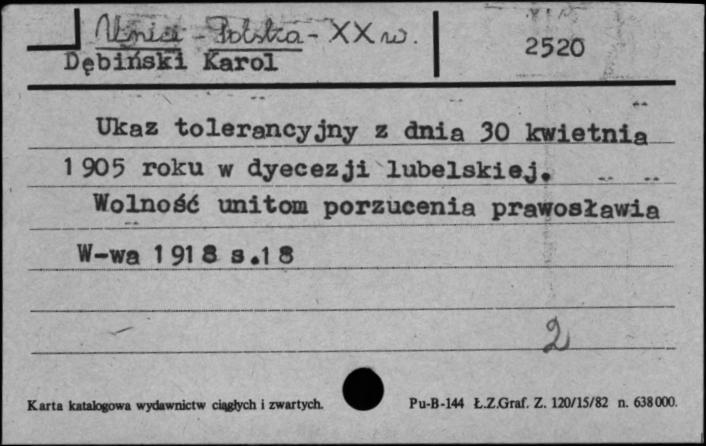 Unici - Polska - XX w.
2520
Dębiński Karol
Ukaz tolerancyjny z dnia 30 kwietnia
1905 roku w dyecezji lubelskiej.
Wolność unitom porzucenia prawosławia
W-wa 1918 s.18
2
Karta katalogowa wydawnictw ciągłych i zwartych.
Pu-B-144 Ł.Z.Graf. Z. 120/15/82 n. 638000.